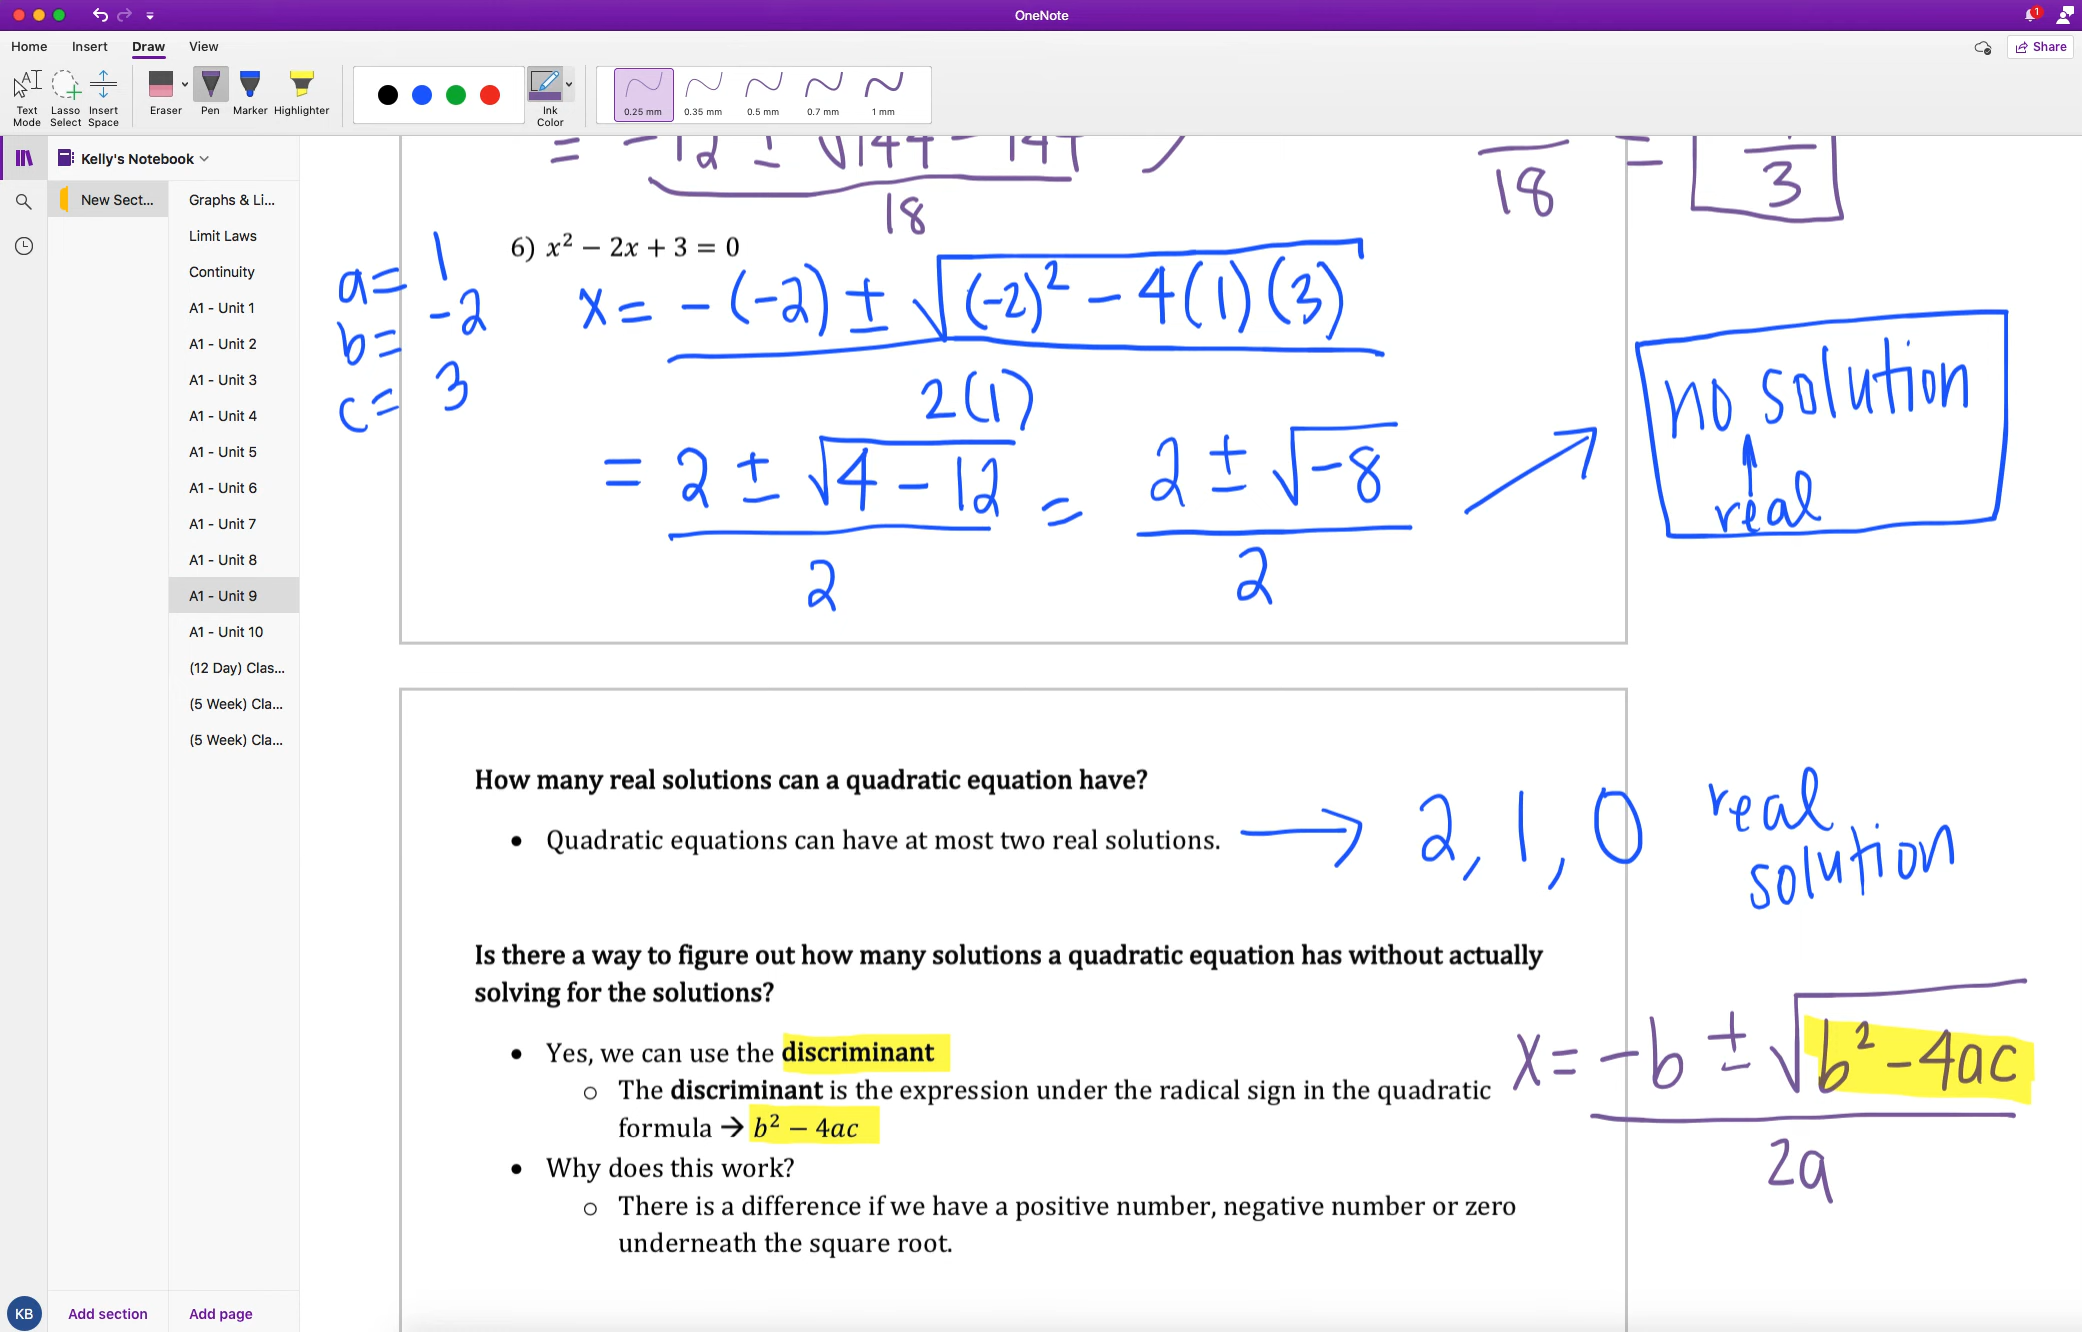 OneNote
1
Home Insert Draw View
Share
Text Mode
Lasso Select
Insert Space
Eraser
Pen
Marker
Highlighter
Ink Color
0.25 mm
0.35 mm
0.5 mm
0.7 mm
1 mm
Kelly's Notebook
New Sect...
Graphs & Li...
Limit Laws
Continuity
A1 - Unit 1
A1 - Unit 2
A1 - Unit 3
A1 - Unit 4
A1 - Unit 5
A1 - Unit 6
A1 - Unit 7
A1 - Unit 8
A1 - Unit 9
A1 - Unit 10
(12 Day) Clas...
(5 Week) Cla...
(5 Week) Cla...
KB
Add section
Add page
= -12 ± √144 - 144
18
18
=
3
6) x² − 2x + 3 = 0
a= 1
b= -2
c= 3
x= -(-2) ± √(-2)² - 4(1)(3)
2(1)
= 2 ± √4 - 12
2
= 2 ± √-8
2
no solution
real
How many real solutions can a quadratic equation have?
• Quadratic equations can have at most two real solutions. → 2, 1, 0 real
solution
Is there a way to figure out how many solutions a quadratic equation has without actually
solving for the solutions?
• Yes, we can use the discriminant
o The discriminant is the expression under the radical sign in the quadratic
formula → b² − 4ac
x= -b ± √b² - 4ac
2a
• Why does this work?
o There is a difference if we have a positive number, negative number or zero
underneath the square root.